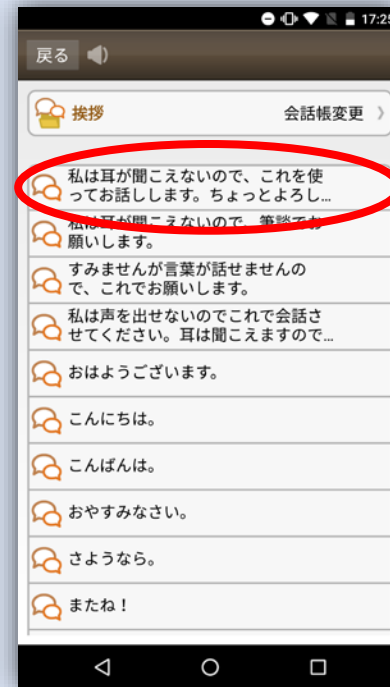 17:25
戻る
挨拶
会話帳変更
私は耳が聞こえないので、これを使
ってお話しします。ちょっとよろし...
私は耳が聞こえないので、筆談でお
願いします。
すみませんが言葉が話せませんの
で、これでお願いします。
私は声を出せないのでこれで会話さ
せてください。耳は聞こえますので...
おはようございます。
こんにちは。
こんばんは。
おやすみなさい。
さようなら。
またね！